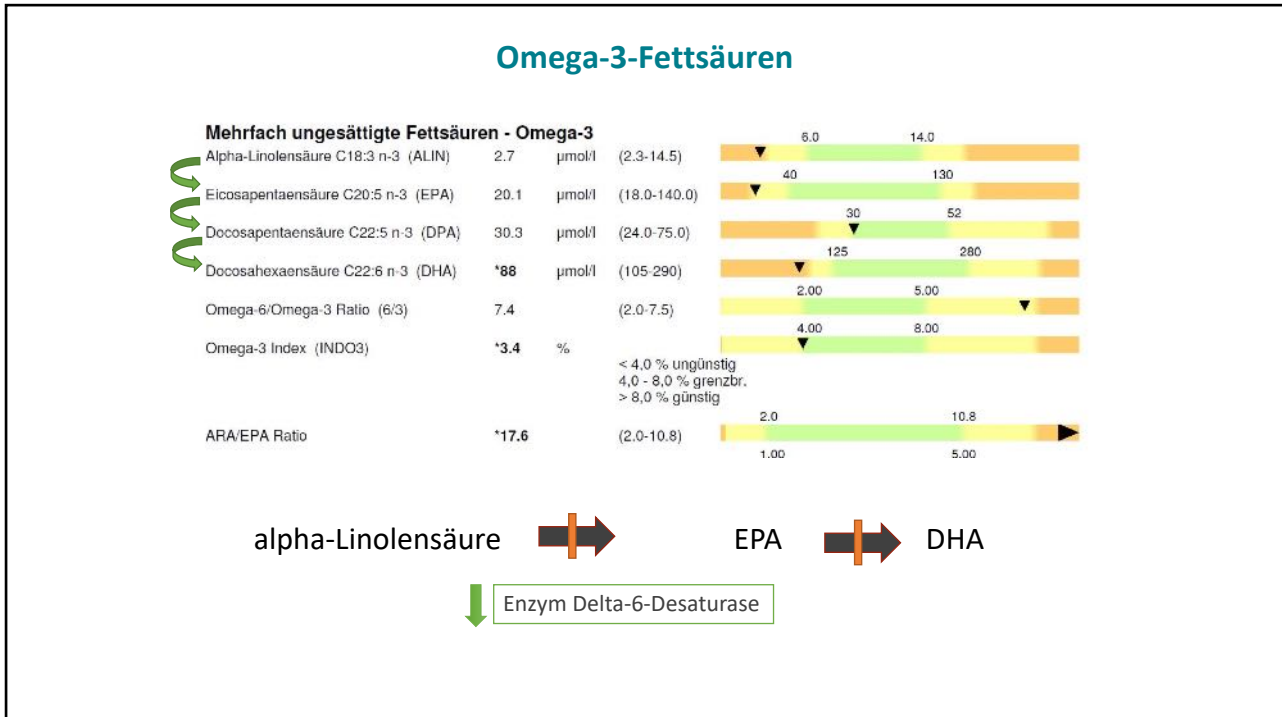 Omega-3-Fettsäuren
Mehrfach ungesättigte Fettsäuren - Omega-3
6.0 14.0
Alpha-Linolensäure C18:3 n-3 (ALIN) 2.7 µmol/l (2.3-14.5)
40 130
Eicosapentaensäure C20:5 n-3 (EPA) 20.1 µmol/l (18.0-140.0)
30 52
Docosapentaensäure C22:5 n-3 (DPA) 30.3 µmol/l (24.0-75.0)
125 280
Docosahexaensäure C22:6 n-3 (DHA) *88 µmol/l (105-290)
2.00 5.00
Omega-6/Omega-3 Ratio (6/3) 7.4 (2.0-7.5)
4.00 8.00
Omega-3 Index (INDO3) *3.4 %
< 4,0 % ungünstig
4,0 - 8,0 % grenzbr.
> 8,0 % günstig
2.0 10.8
ARA/EPA Ratio *17.6 (2.0-10.8)
1.00 5.00
alpha-Linolensäure EPA DHA
Enzym Delta-6-Desaturase